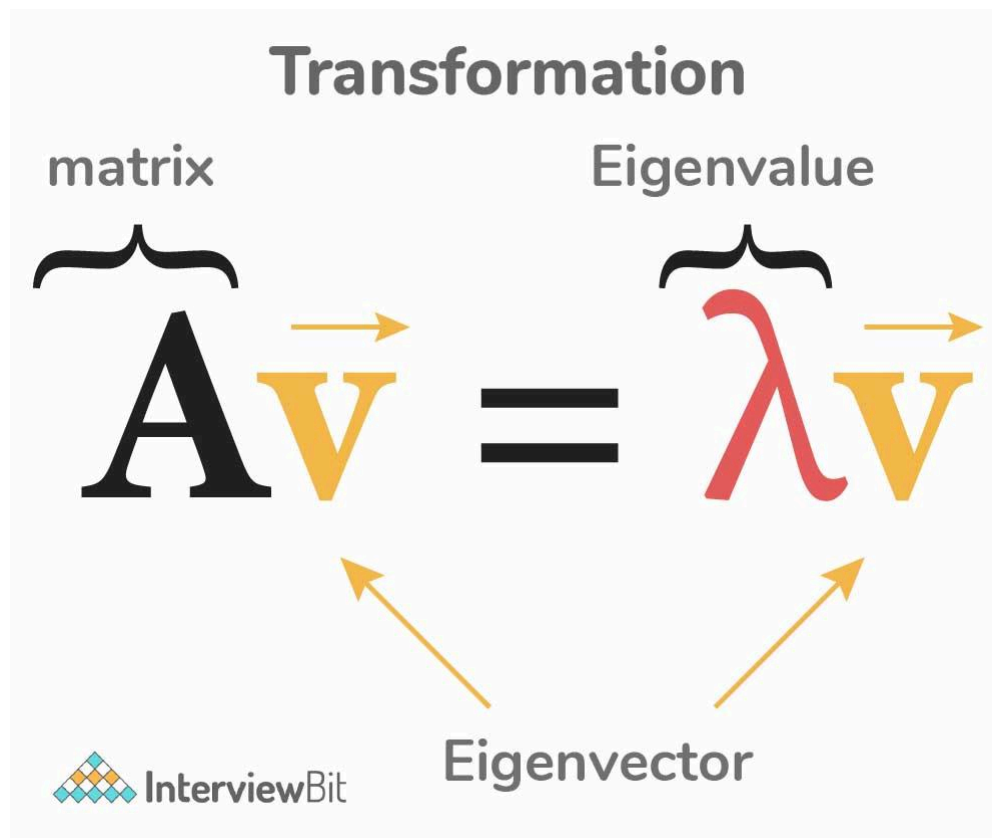 Transformation
matrix Eigenvalue
Av⃗ = λv⃗
Eigenvector
InterviewBit